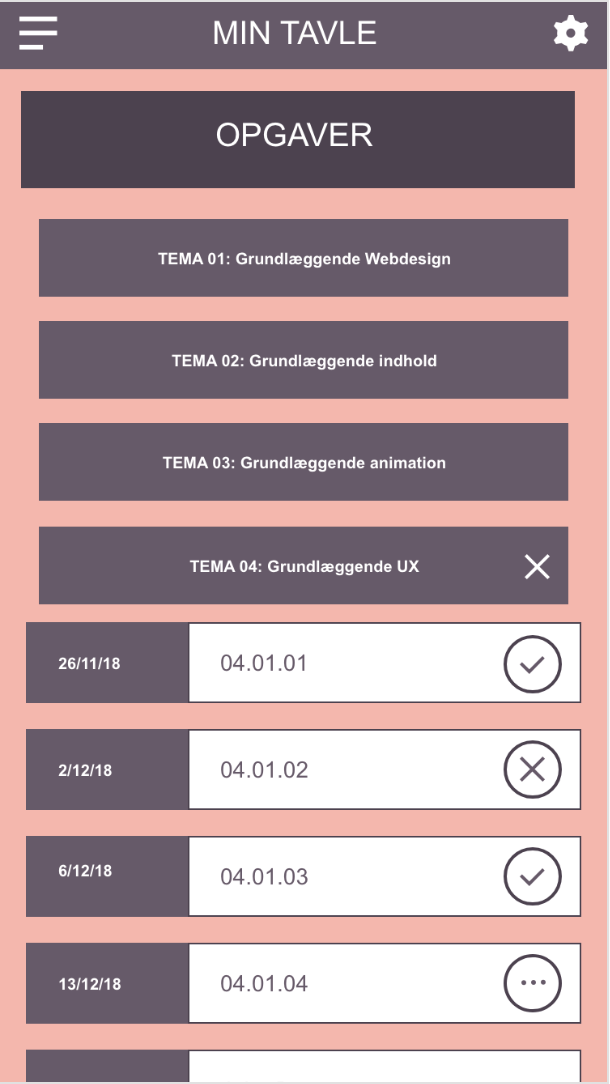 MIN TAVLE
OPGAVER
TEMA 01: Grundlæggende Webdesign
TEMA 02: Grundlæggende indhold
TEMA 03: Grundlæggende animation
TEMA 04: Grundlæggende UX
26/11/18 04.01.01
2/12/18 04.01.02
6/12/18 04.01.03
13/12/18 04.01.04